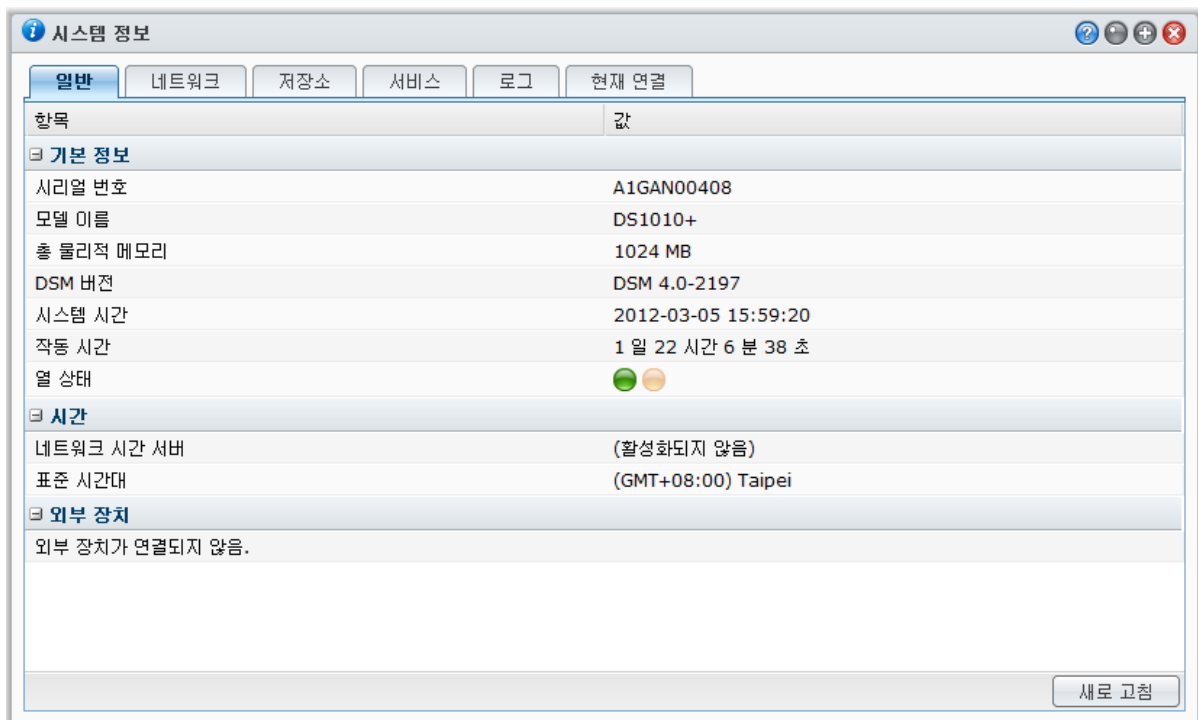 시스템 정보
일반 네트워크 저장소 서비스 로그 현재 연결
항목 값
기본 정보
시리얼 번호 A1GAN00408
모델 이름 DS1010+
총 물리적 메모리 1024 MB
DSM 버전 DSM 4.0-2197
시스템 시간 2012-03-05 15:59:20
작동 시간 1 일 22 시간 6 분 38 초
열 상태
시간
네트워크 시간 서버 (활성화되지 않음)
표준 시간대 (GMT+08:00) Taipei
외부 장치
외부 장치가 연결되지 않음.
새로 고침